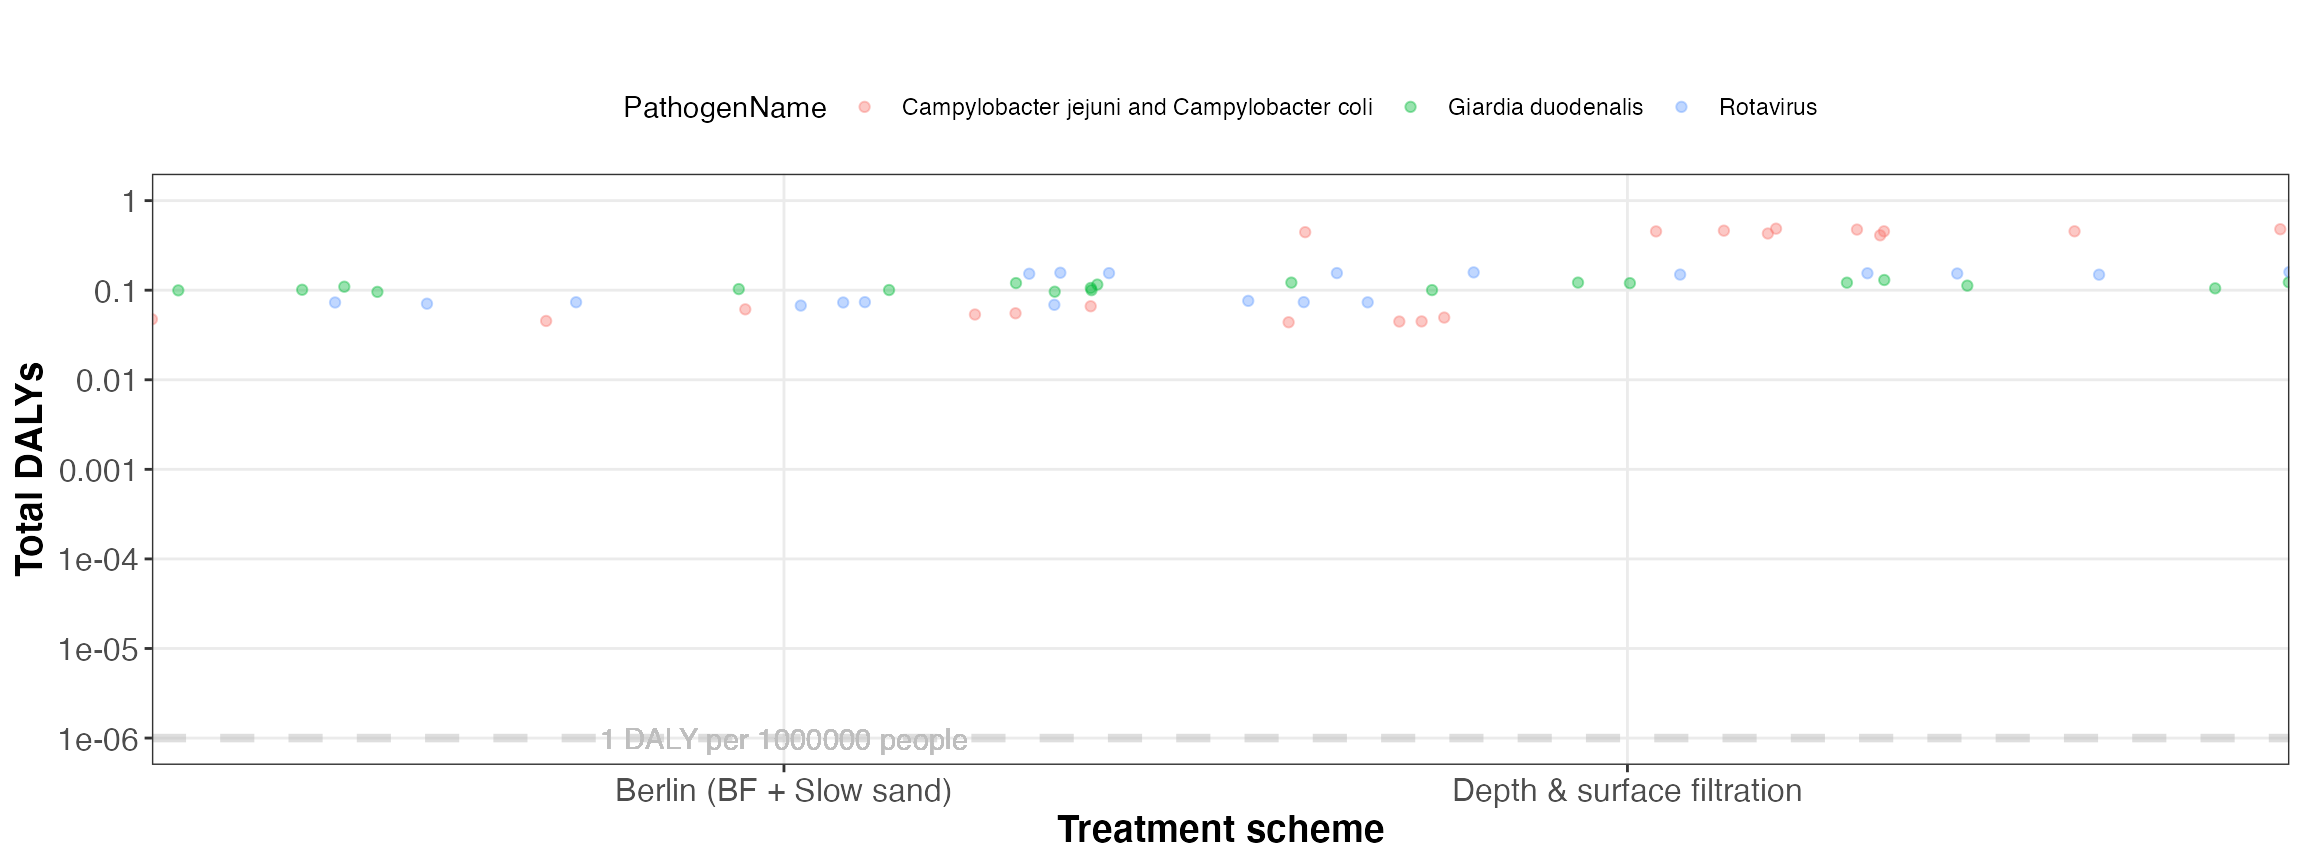 PathogenName Campylobacter jejuni and Campylobacter coli Giardia duodenalis Rotavirus
1
0.1
0.01
0.001
1e-04
1e-05
1e-06
Total DALYs
1 DALY per 1000000 people
Berlin (BF + Slow sand) Depth & surface filtration
Treatment scheme